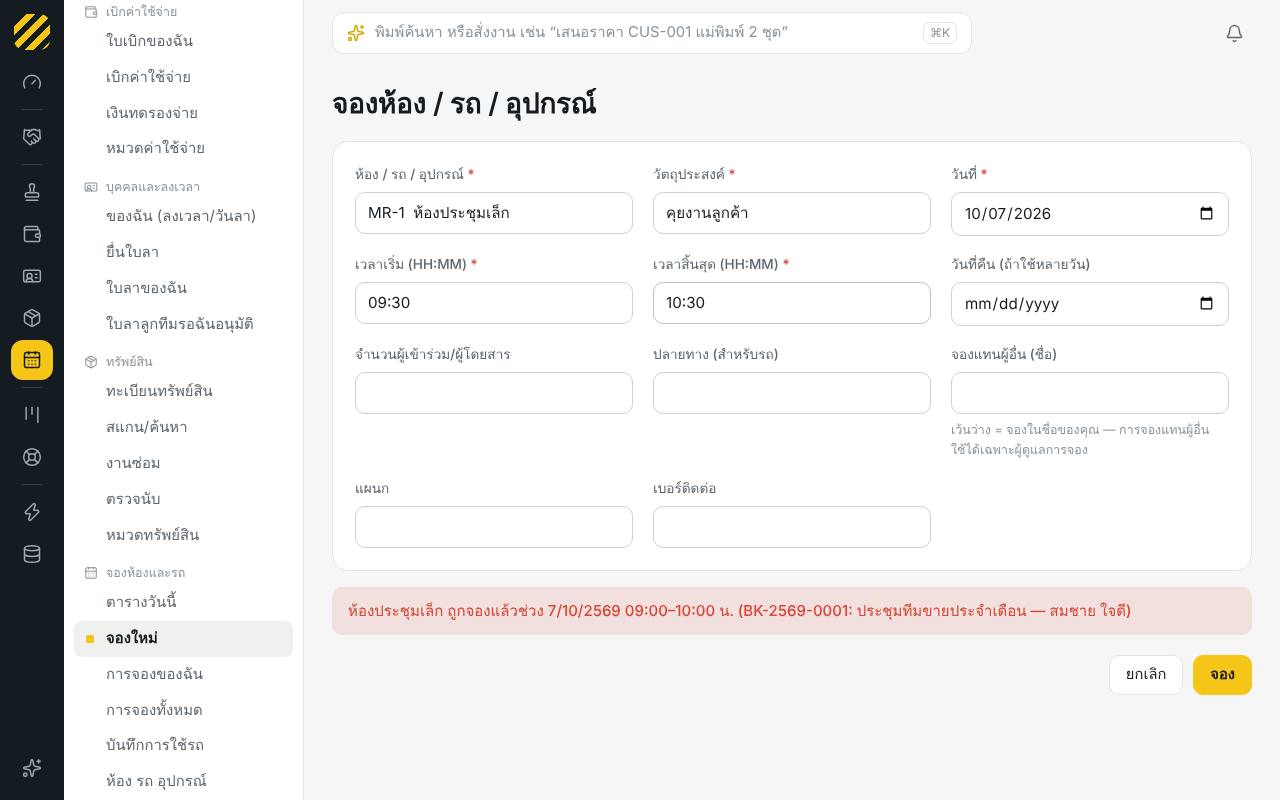 เบิกค่าใช้จ่าย
ใบเบิกของฉัน
เบิกค่าใช้จ่าย
เงินทดรองจ่าย
หมวดค่าใช้จ่าย
บุคคลและลงเวลา
ของฉัน (ลงเวลา/วันลา)
ยื่นใบลา
ใบลาของฉัน
ใบลาลูกทีมรอฉันอนุมัติ
ทรัพย์สิน
ทะเบียนทรัพย์สิน
สแกน/ค้นหา
งานซ่อม
ตรวจนับ
หมวดทรัพย์สิน
จองห้องและรถ
ตารางวันนี้
จองใหม่
การจองของฉัน
การจองทั้งหมด
บันทึกการใช้รถ
ห้อง รถ อุปกรณ์
พิมพ์ค้นหา หรือสั่งงาน เช่น “เสนอราคา CUS-001 แม่พิมพ์ 2 ชุด” ⌘K
จองห้อง / รถ / อุปกรณ์
ห้อง / รถ / อุปกรณ์ * วัตถุประสงค์ * วันที่ *
MR-1 ห้องประชุมเล็ก คุยงานลูกค้า 10/07/2026
เวลาเริ่ม (HH:MM) * เวลาสิ้นสุด (HH:MM) * วันที่คืน (ถ้าใช้หลายวัน)
09:30 10:30 mm/dd/yyyy
จำนวนผู้เข้าร่วม/ผู้โดยสาร ปลายทาง (สำหรับรถ) จองแทนผู้อื่น (ชื่อ)
เว้นว่าง = จองในชื่อของคุณ — การจองแทนผู้อื่น
ใช้ได้เฉพาะผู้ดูแลการจอง
แผนก เบอร์ติดต่อ
ห้องประชุมเล็ก ถูกจองแล้วช่วง 7/10/2569 09:00–10:00 น. (BK-2569-0001: ประชุมทีมขายประจำเดือน — สมชาย ใจดี)
ยกเลิก จอง